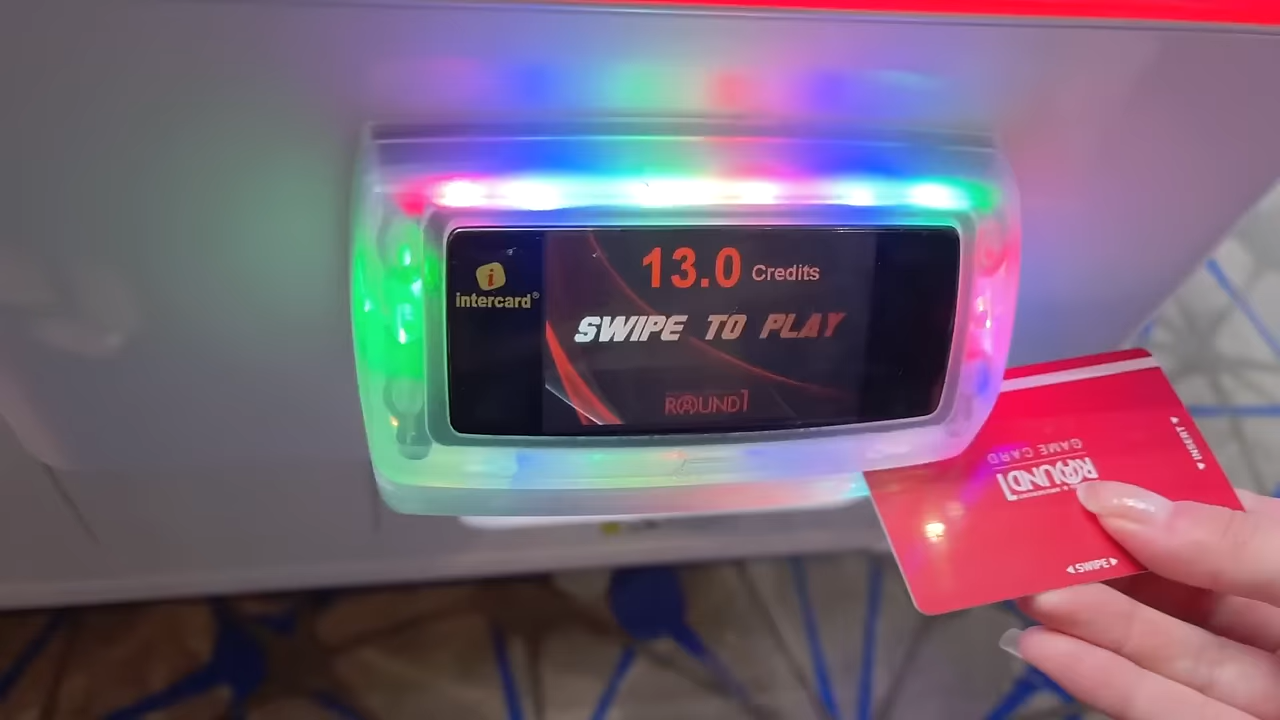 13.0 Credits
i
intercard®
SWIPE TO PLAY
ROUND1
INSERT
GAME CARD
ROUND1
SWIPE